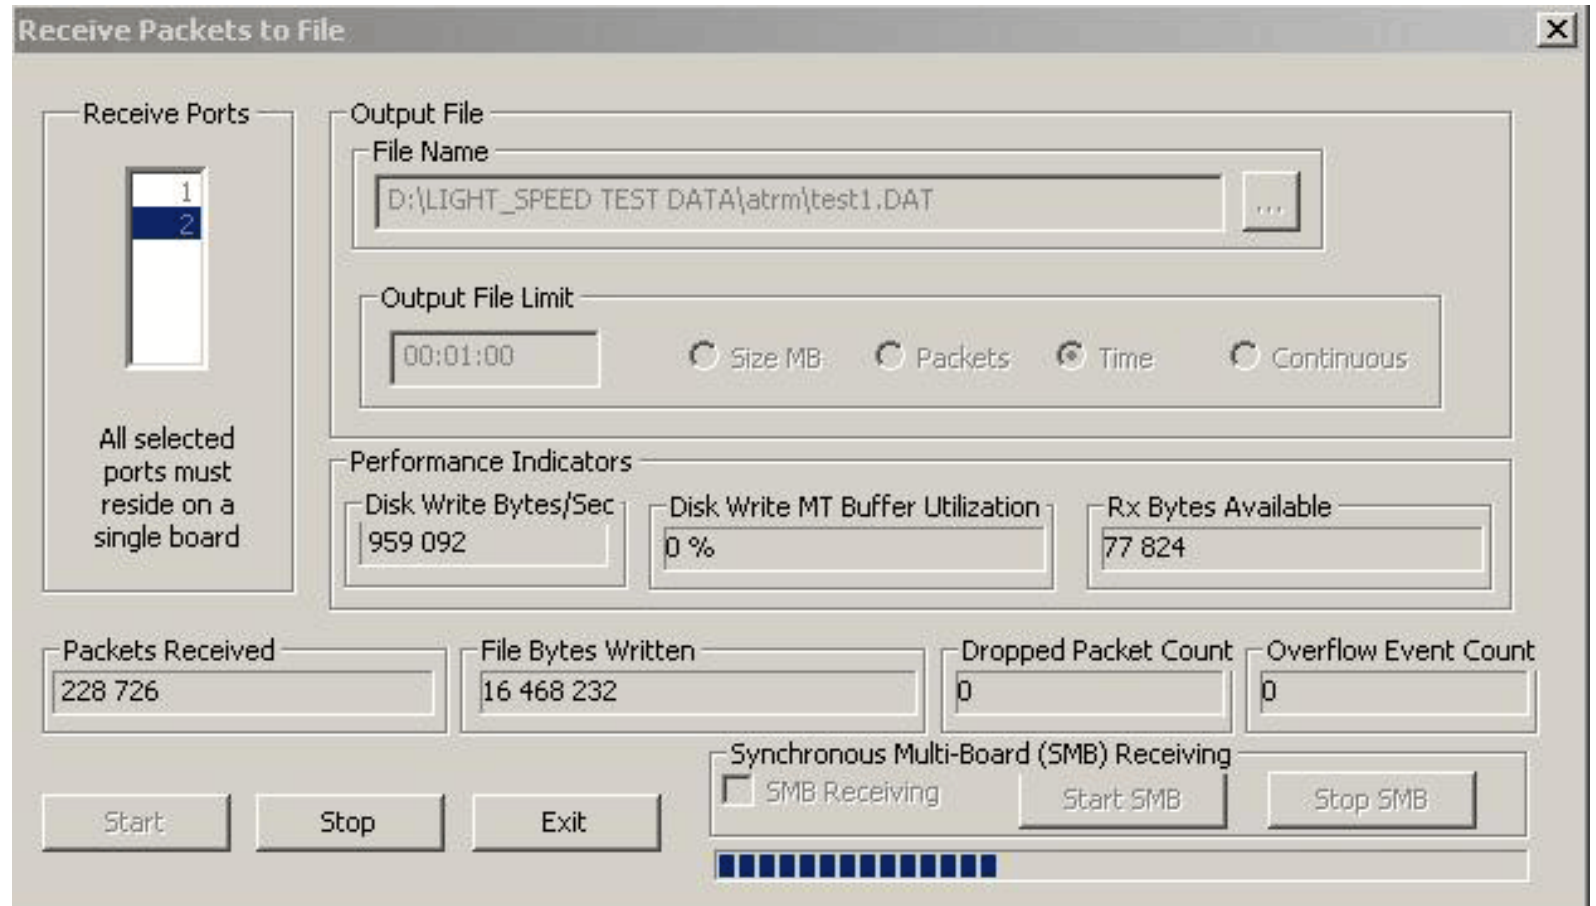 Receive Packets to File
Receive Ports
1
2
All selected
ports must
reside on a
single board
Output File
File Name
D:\LIGHT_SPEED TEST DATA\atrm\test1.DAT
...
Output File Limit
00:01:00
Size MB
Packets
Time
Continuous
Performance Indicators
Disk Write Bytes/Sec
959 092
Disk Write MT Buffer Utilization
0 %
Rx Bytes Available
77 824
Packets Received
228 726
File Bytes Written
16 468 232
Dropped Packet Count
0
Overflow Event Count
0
Synchronous Multi-Board (SMB) Receiving
SMB Receiving
Start SMB
Stop SMB
Start
Stop
Exit